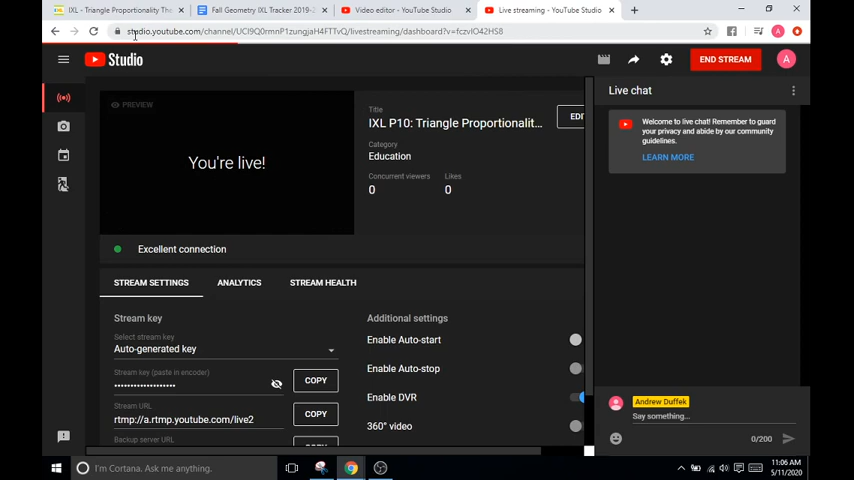 IXL - Triangle Proportionality The
Fall Geometry IXL Tracker 2019-2
Video editor - YouTube Studio
Live streaming - YouTube Studio
studio.youtube.com/channel/UCI9Q0rmnP1zungjaH4FTTvQ/livestreaming/dashboard?v=fczvIO42HS8
Studio
END STREAM
A
PREVIEW
You're live!
Title
IXL P10: Triangle Proportionalit...
EDI
Category
Education
Concurrent viewers
Likes
0
0
Excellent connection
STREAM SETTINGS
ANALYTICS
STREAM HEALTH
Stream key
Select stream key
Auto-generated key
Stream key (paste in encoder)
••••••••••••••••••••
COPY
Stream URL
rtmp://a.rtmp.youtube.com/live2
COPY
Backup server URL
COPY
Additional settings
Enable Auto-start
Enable Auto-stop
Enable DVR
360° video
Live chat
Welcome to live chat! Remember to guard
your privacy and abide by our community
guidelines.
LEARN MORE
Andrew Duffek
Say something...
0/200
I'm Cortana. Ask me anything.
11:06 AM
5/11/2020